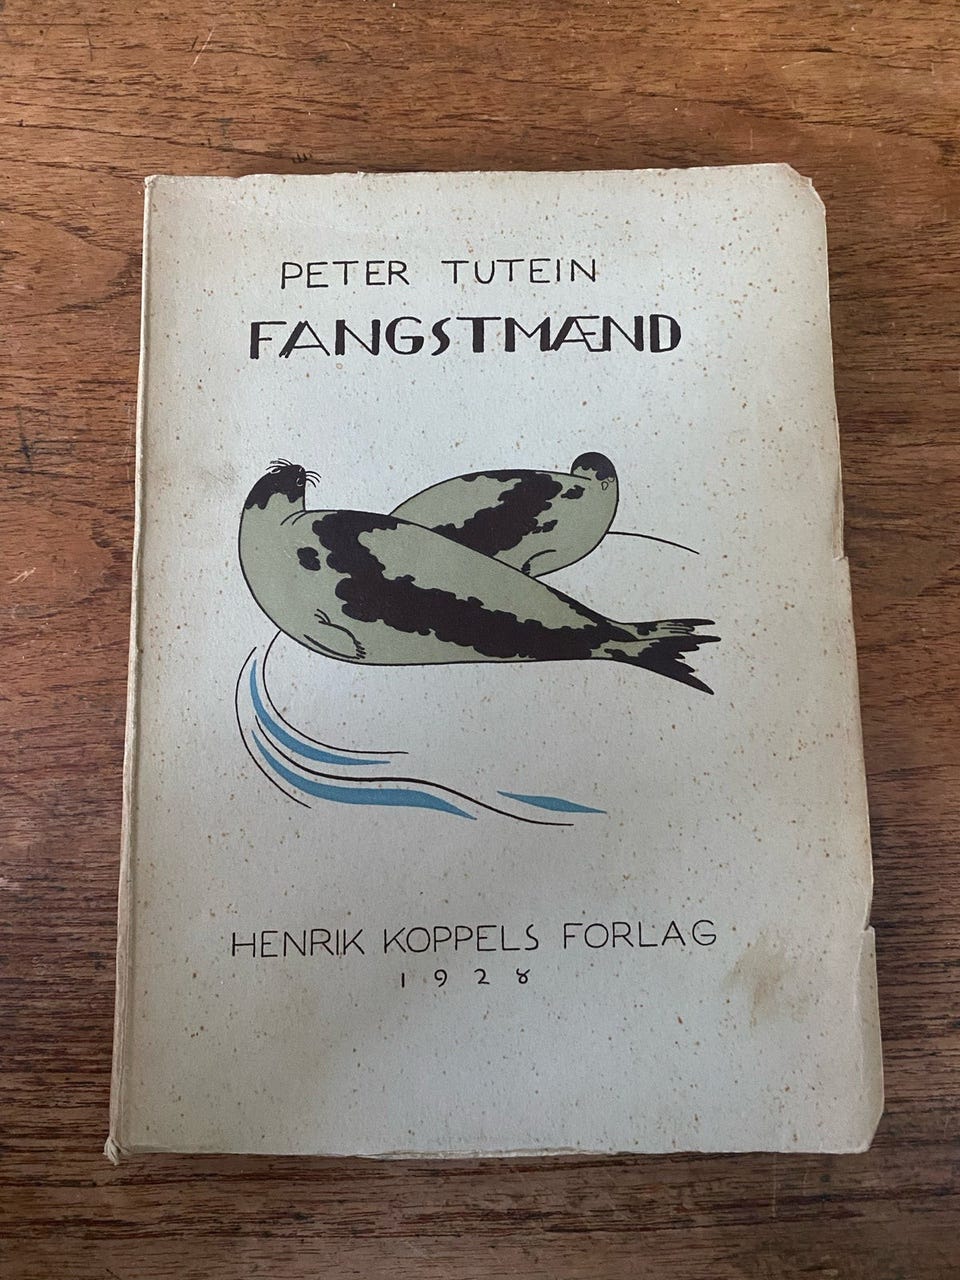 PETER TUTEIN
FANGSTMÆND
HENRIK KOPPELS FORLAG
1928